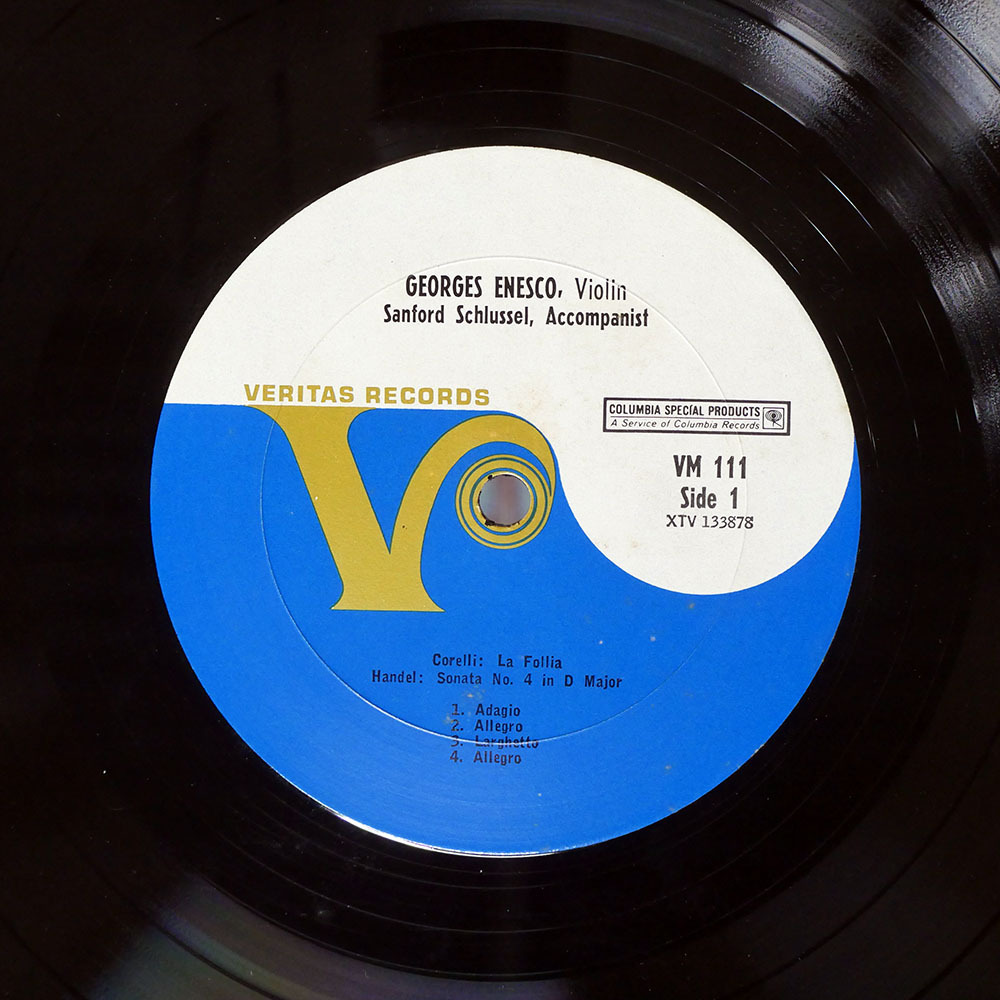 GEORGES ENESCO, Violin
Sanford Schlussel, Accompanist
VERITAS RECORDS
COLUMBIA SPECIAL PRODUCTS
A Service of Columbia Records
VM 111
Side 1
XTV 133878
Corelli: La Follia
Handel: Sonata No. 4 in D Major
1. Adagio
2. Allegro
3. Larghetto
4. Allegro